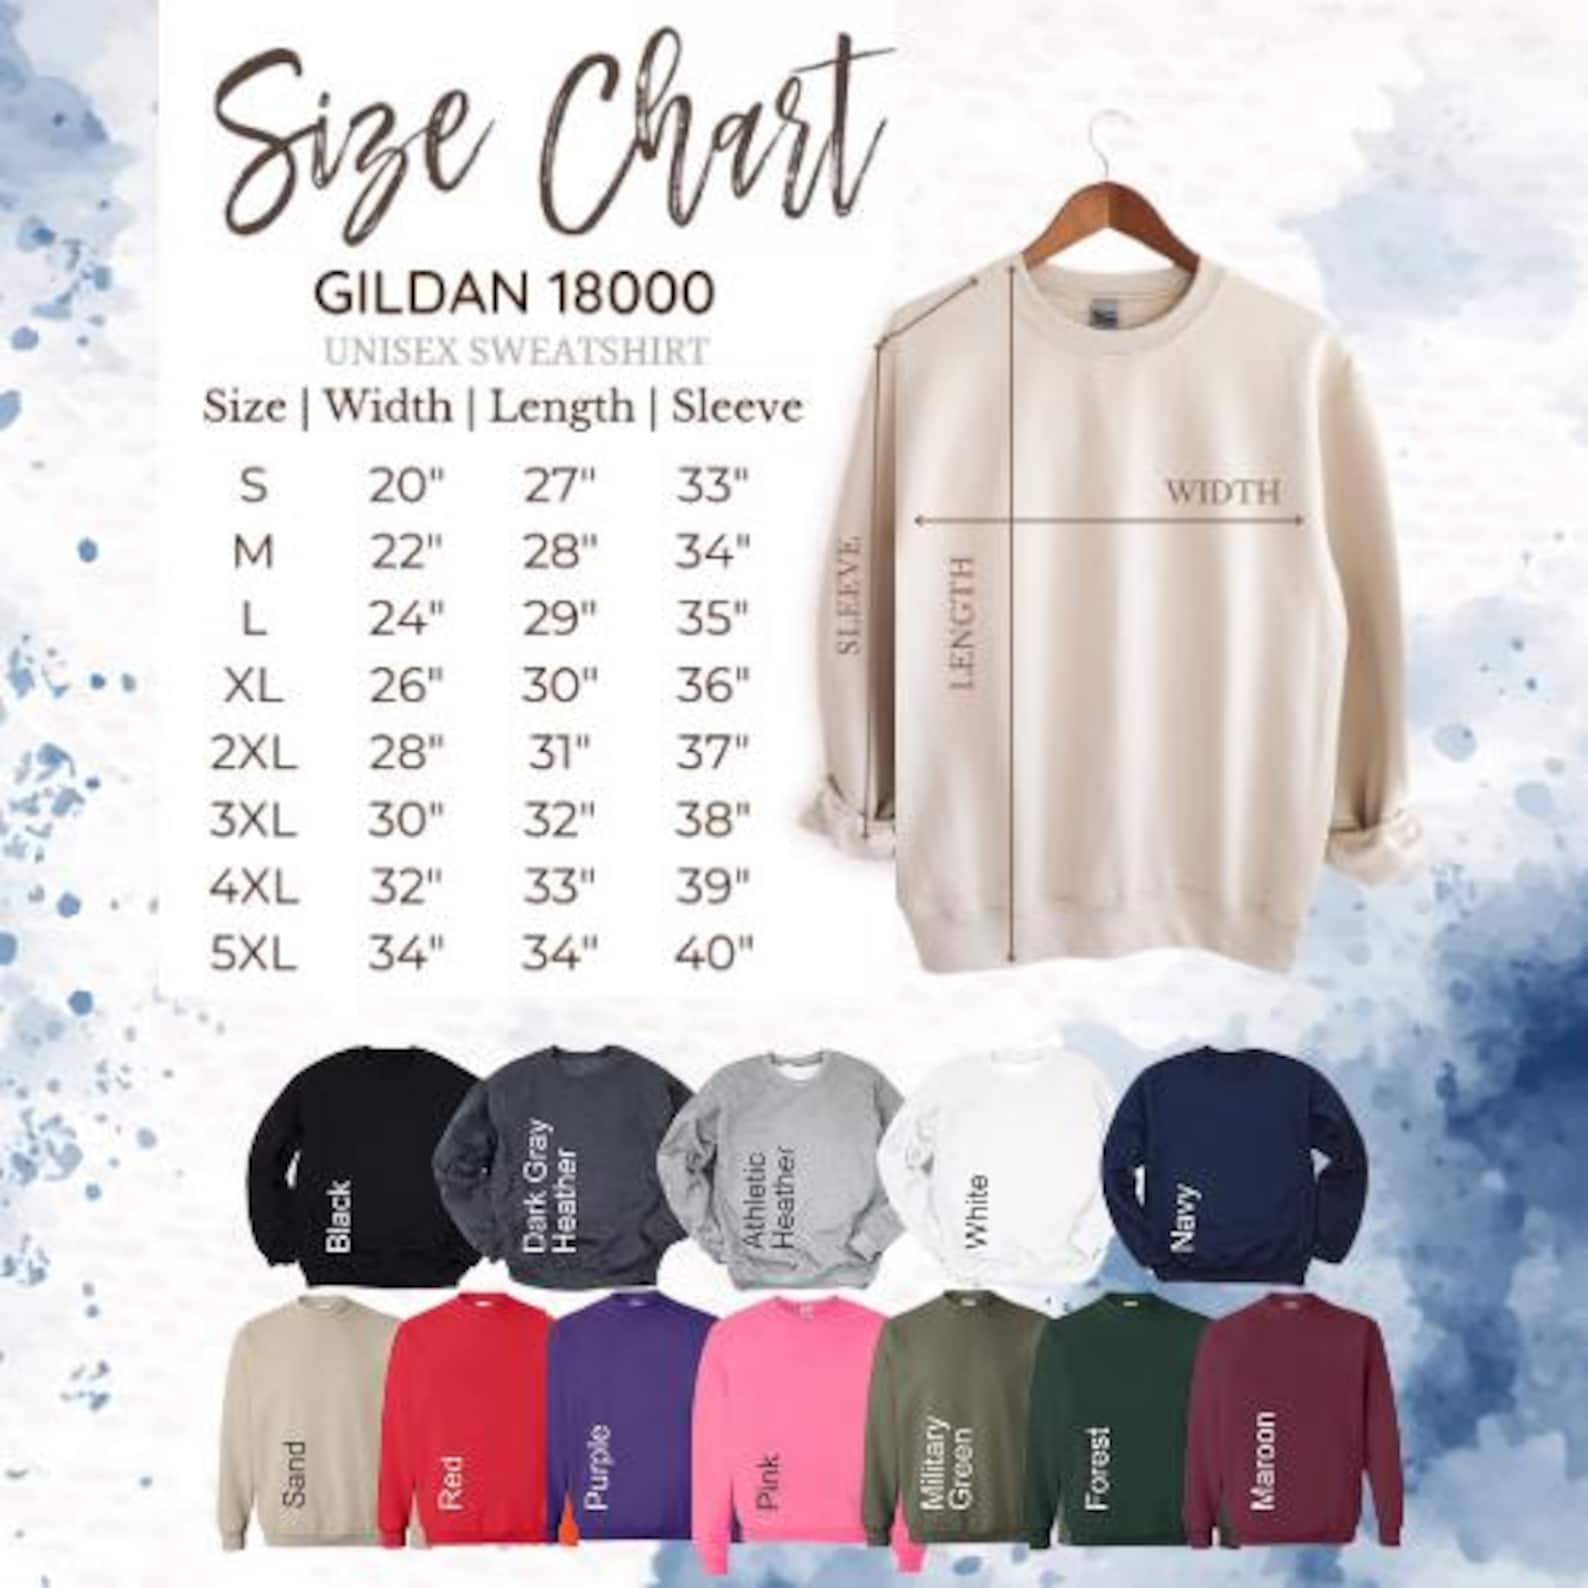 Size Chart
GILDAN 18000
UNISEX SWEATSHIRT
Size | Width | Length | Sleeve
S 20" 27" 33"
M 22" 28" 34"
L 24" 29" 35"
XL 26" 30" 36"
2XL 28" 31" 37"
3XL 30" 32" 38"
4XL 32" 33" 39"
5XL 34" 34" 40"
WIDTH
SLEEVE
LENGTH
Black
Dark Gray
Heather
Athletic
Heather
White
Navy
Sand
Red
Purple
Pink
Military
Green
Forest
Maroon